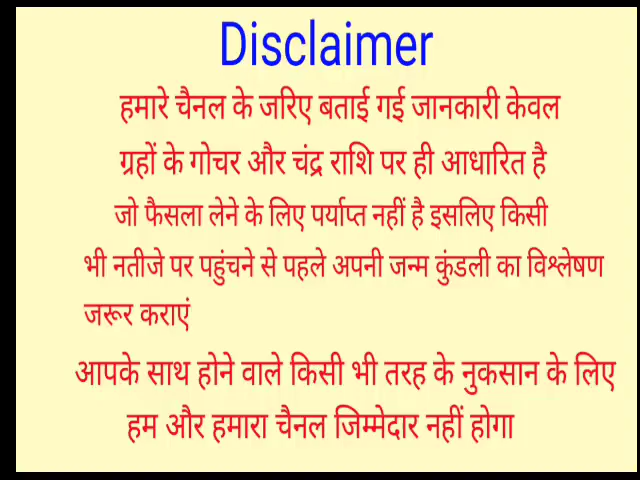 Disclaimer
हमारे चैनल के जरिए बताई गई जानकारी केवल
ग्रहों के गोचर और चंद्र राशि पर ही आधारित है
जो फैसला लेने के लिए पर्याप्त नहीं है इसलिए किसी
भी नतीजे पर पहुंचने से पहले अपनी जन्म कुंडली का विश्लेषण
जरूर कराएं
आपके साथ होने वाले किसी भी तरह के नुकसान के लिए
हम और हमारा चैनल जिम्मेदार नहीं होगा